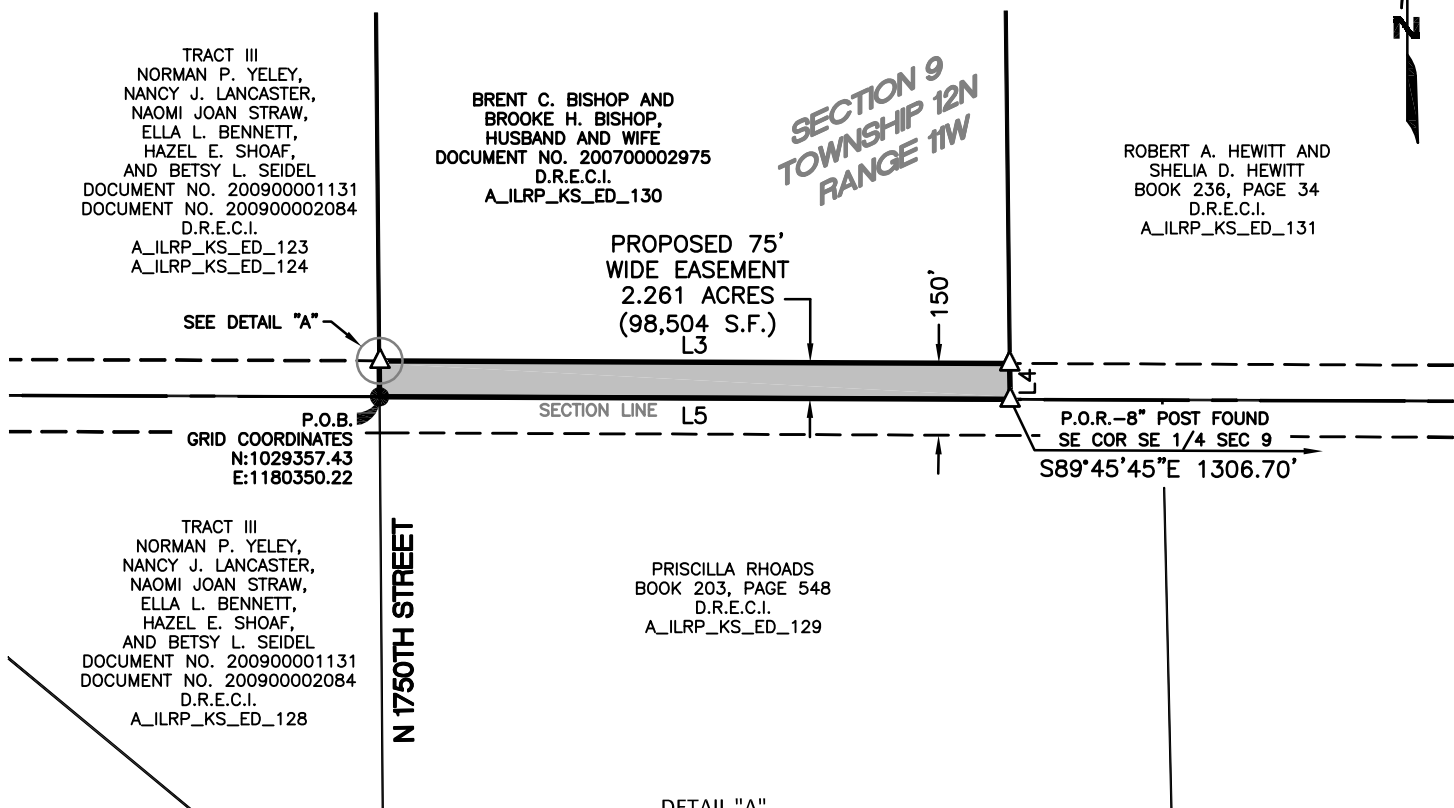 N
TRACT III
NORMAN P. YELEY,
NANCY J. LANCASTER,
NAOMI JOAN STRAW,
ELLA L. BENNETT,
HAZEL E. SHOAF,
AND BETSY L. SEIDEL
DOCUMENT NO. 200900001131
DOCUMENT NO. 200900002084
D.R.E.C.I.
A_ILRP_KS_ED_123
A_ILRP_KS_ED_124
BRENT C. BISHOP AND
BROOKE H. BISHOP,
HUSBAND AND WIFE
DOCUMENT NO. 200700002975
D.R.E.C.I.
A_ILRP_KS_ED_130
SECTION 9
TOWNSHIP 12N
RANGE 11W
ROBERT A. HEWITT AND
SHELIA D. HEWITT
BOOK 236, PAGE 34
D.R.E.C.I.
A_ILRP_KS_ED_131
PROPOSED 75'
WIDE EASEMENT
2.261 ACRES
(98,504 S.F.)
150'
SEE DETAIL "A"
L3
L4
SECTION LINE
L5
P.O.B.
GRID COORDINATES
N:1029357.43
E:1180350.22
P.O.R.-8" POST FOUND
SE COR SE 1/4 SEC 9
S89°45'45"E 1306.70'
TRACT III
NORMAN P. YELEY,
NANCY J. LANCASTER,
NAOMI JOAN STRAW,
ELLA L. BENNETT,
HAZEL E. SHOAF,
AND BETSY L. SEIDEL
DOCUMENT NO. 200900001131
DOCUMENT NO. 200900002084
D.R.E.C.I.
A_ILRP_KS_ED_128
N 1750TH STREET
PRISCILLA RHOADS
BOOK 203, PAGE 548
D.R.E.C.I.
A_ILRP_KS_ED_129
DETAIL "A"